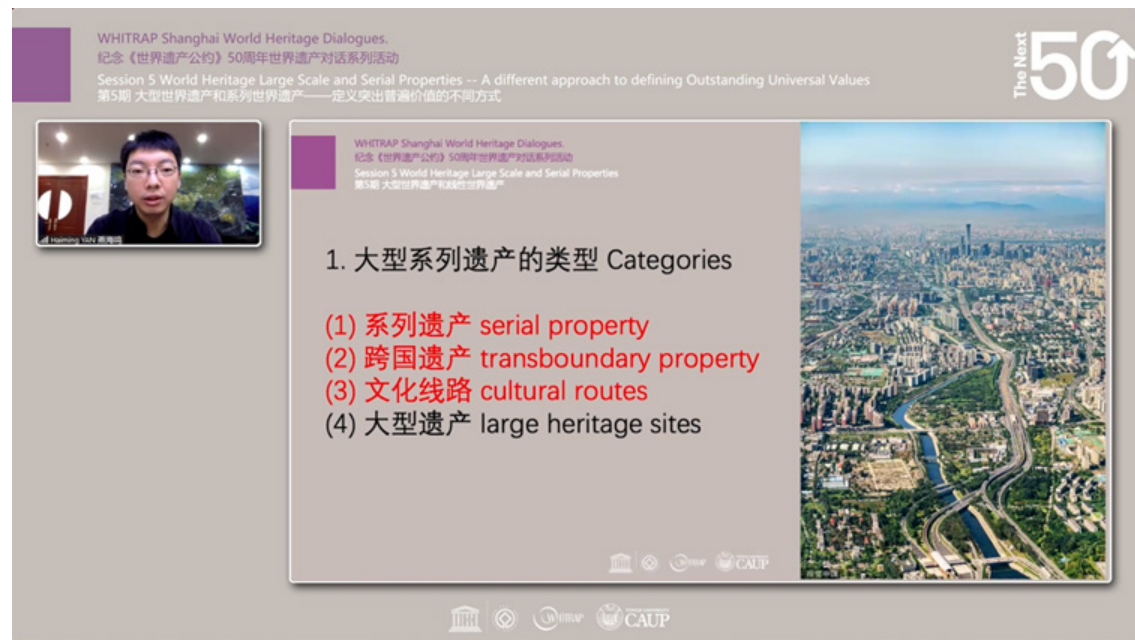 WHITRAP Shanghai World Heritage Dialogues.
纪念《世界遗产公约》50周年世界遗产对话系列活动
Session 5 World Heritage Large Scale and Serial Properties -- A different approach to defining Outstanding Universal Values
第5期 大型世界遗产和系列世界遗产——定义突出普遍价值的不同方式
The Next
50
Haiming YAN 燕海鸣
WHITRAP Shanghai World Heritage Dialogues.
纪念《世界遗产公约》50周年世界遗产对话系列活动
Session 5 World Heritage Large Scale and Serial Properties
第5期 大型世界遗产和线性世界遗产
1. 大型系列遗产的类型 Categories
(1) 系列遗产 serial property
(2) 跨国遗产 transboundary property
(3) 文化线路 cultural routes
(4) 大型遗产 large heritage sites
WHITRAP
CAUP
WHITRAP
CAUP